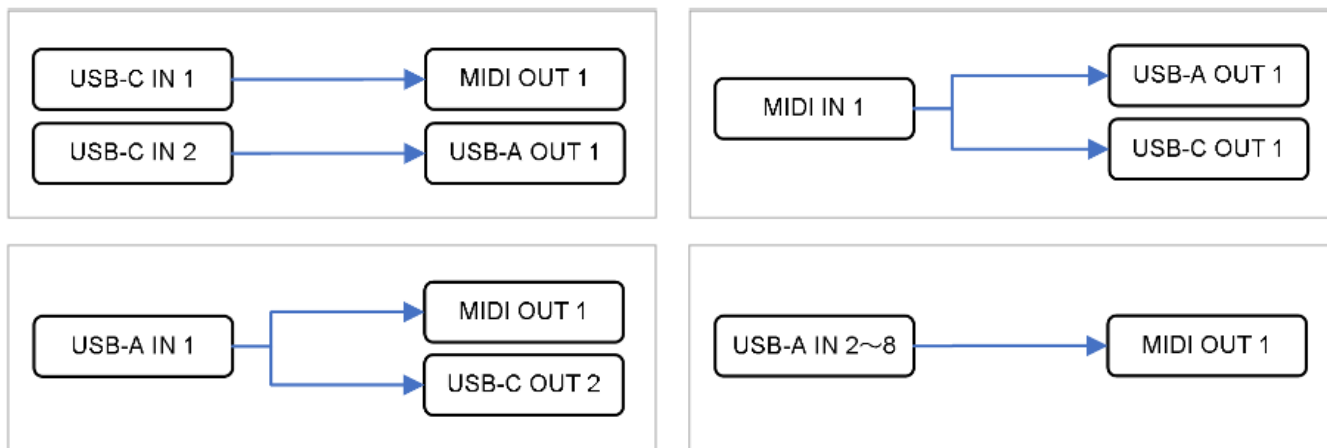 USB-C IN 1
MIDI OUT 1
USB-C IN 2
USB-A OUT 1
MIDI IN 1
USB-A OUT 1
USB-C OUT 1
USB-A IN 1
MIDI OUT 1
USB-C OUT 2
USB-A IN 2～8
MIDI OUT 1